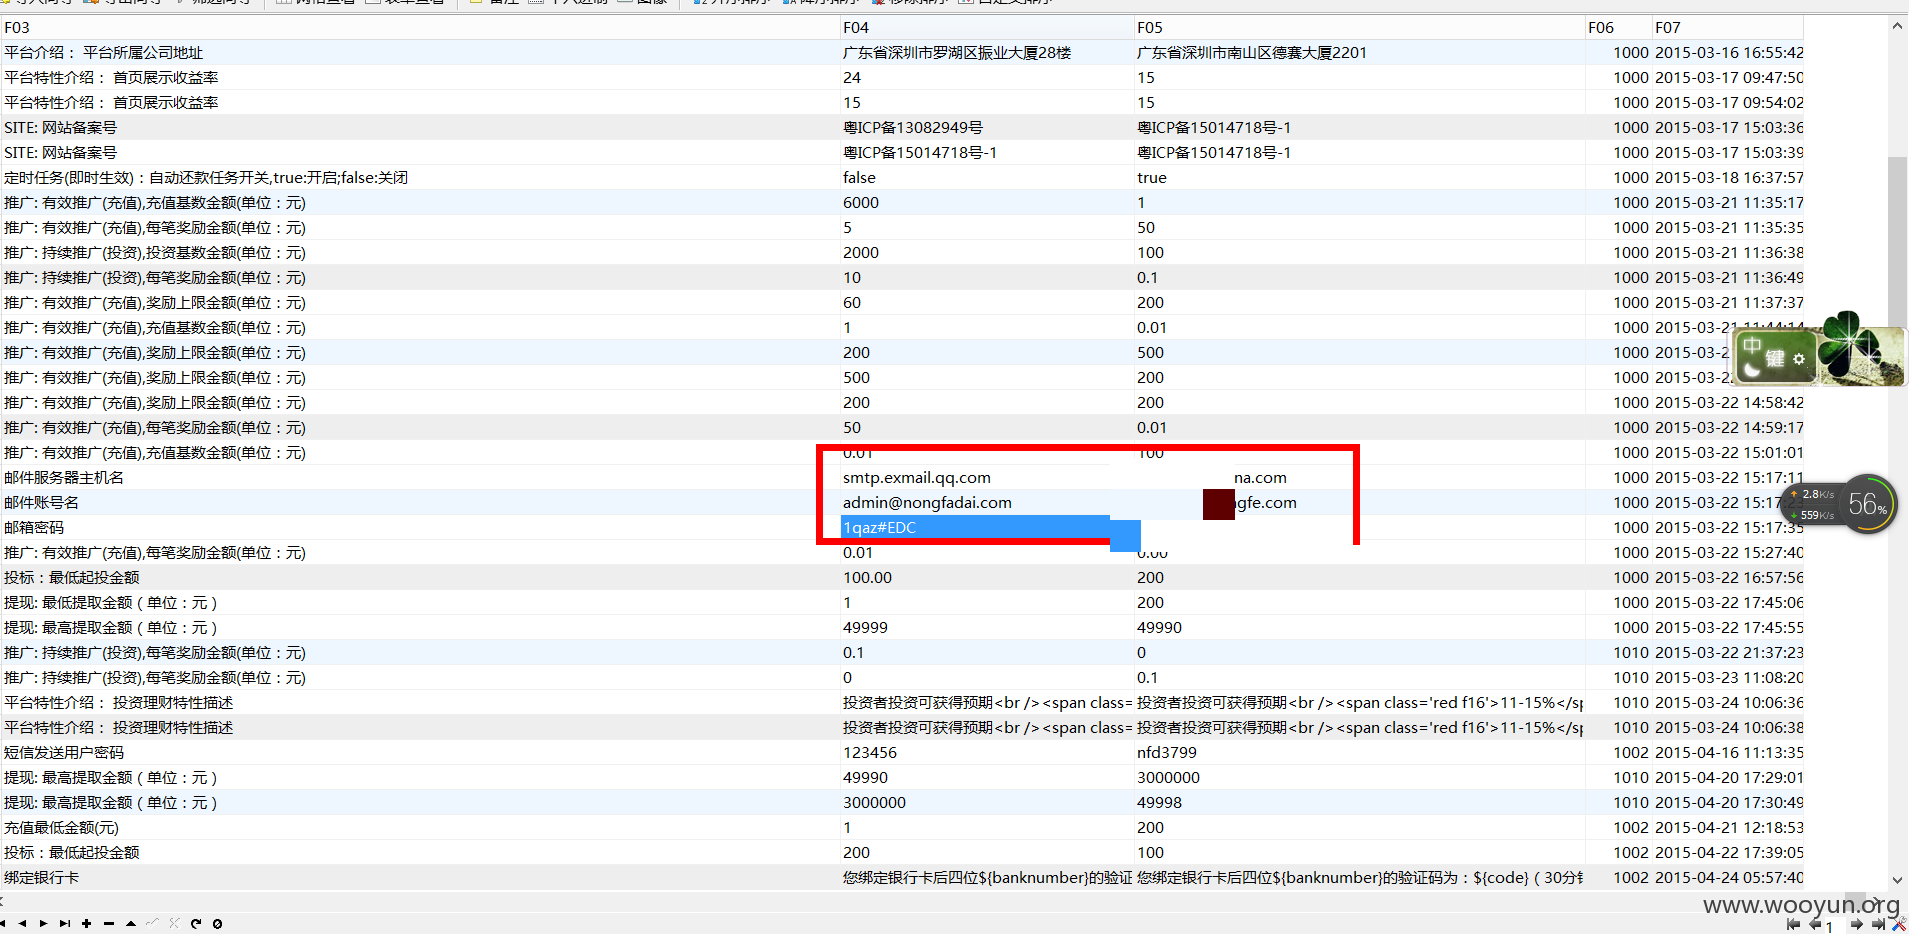 F03 F04 F05 F06 F07
平台介绍： 平台所属公司地址 广东省深圳市罗湖区振业大厦28楼 广东省深圳市南山区德赛大厦2201 1000 2015-03-16 16:55:42
平台特性介绍： 首页展示收益率 24 15 1000 2015-03-17 09:47:50
平台特性介绍： 首页展示收益率 15 15 1000 2015-03-17 09:54:02
SITE: 网站备案号 粤ICP备13082949号 粤ICP备15014718号-1 1000 2015-03-17 15:03:36
SITE: 网站备案号 粤ICP备15014718号-1 粤ICP备15014718号-1 1000 2015-03-17 15:03:39
定时任务(即时生效)：自动还款任务开关,true:开启;false:关闭 false true 1000 2015-03-18 16:37:57
推广: 有效推广(充值),充值基数金额(单位：元) 6000 1 1000 2015-03-21 11:35:17
推广: 有效推广(充值),每笔奖励金额(单位：元) 5 50 1000 2015-03-21 11:35:35
推广: 持续推广(投资),投资基数金额(单位：元) 2000 100 1000 2015-03-21 11:36:38
推广: 持续推广(投资),每笔奖励金额(单位：元) 10 0.1 1000 2015-03-21 11:36:49
推广: 有效推广(充值),奖励上限金额(单位：元) 60 200 1000 2015-03-21 11:37:37
推广: 有效推广(充值),充值基数金额(单位：元) 1 0.01 1000 2015-03-21 11:44:14
推广: 有效推广(充值),奖励上限金额(单位：元) 200 500 1000 2015-03-2
推广: 有效推广(充值),奖励上限金额(单位：元) 500 200 1000 2015-03-22
推广: 有效推广(充值),奖励上限金额(单位：元) 200 200 1000 2015-03-22 14:58:42
推广: 有效推广(充值),每笔奖励金额(单位：元) 50 0.01 1000 2015-03-22 14:59:17
推广: 有效推广(充值),充值基数金额(单位：元) 0.01 100 1000 2015-03-22 15:01:01
邮件服务器主机名 smtp.exmail.qq.com na.com 1000 2015-03-22 15:17:11
邮件账号名 admin@nongfadai.com gfe.com 1000 2015-03-22 15:17:2
邮箱密码 1qaz#EDC 1000 2015-03-22 15:17:35
推广: 有效推广(充值),每笔奖励金额(单位：元) 0.01 0.00 1000 2015-03-22 15:27:40
投标：最低起投金额 100.00 200 1000 2015-03-22 16:57:56
提现: 最低提取金额（单位：元） 1 200 1000 2015-03-22 17:45:06
提现: 最高提取金额（单位：元） 49999 49990 1000 2015-03-22 17:45:55
推广: 持续推广(投资),每笔奖励金额(单位：元) 0.1 0 1010 2015-03-22 21:37:23
推广: 持续推广(投资),每笔奖励金额(单位：元) 0 0.1 1010 2015-03-23 11:08:20
平台特性介绍： 投资理财特性描述 投资者投资可获得预期<br /><span class= 投资者投资可获得预期<br /><span class='red f16'>11-15%</sp 1010 2015-03-24 10:06:36
平台特性介绍： 投资理财特性描述 投资者投资可获得预期<br /><span class= 投资者投资可获得预期<br /><span class='red f16'>11-15%</sp 1010 2015-03-24 10:06:38
短信发送用户密码 123456 nfd3799 1002 2015-04-16 11:13:35
提现: 最高提取金额（单位：元） 49990 3000000 1010 2015-04-20 17:29:01
提现: 最高提取金额（单位：元） 3000000 49998 1010 2015-04-20 17:30:49
充值最低金额(元) 1 200 1002 2015-04-21 12:18:53
投标：最低起投金额 200 100 1002 2015-04-22 17:39:05
绑定银行卡 您绑定银行卡后四位${banknumber}的验证 您绑定银行卡后四位${banknumber}的验证码为：${code}（30分钟 1002 2015-04-24 05:57:40
中
键
2.8K/s
559K/s
56%
www.wooyun.org
1